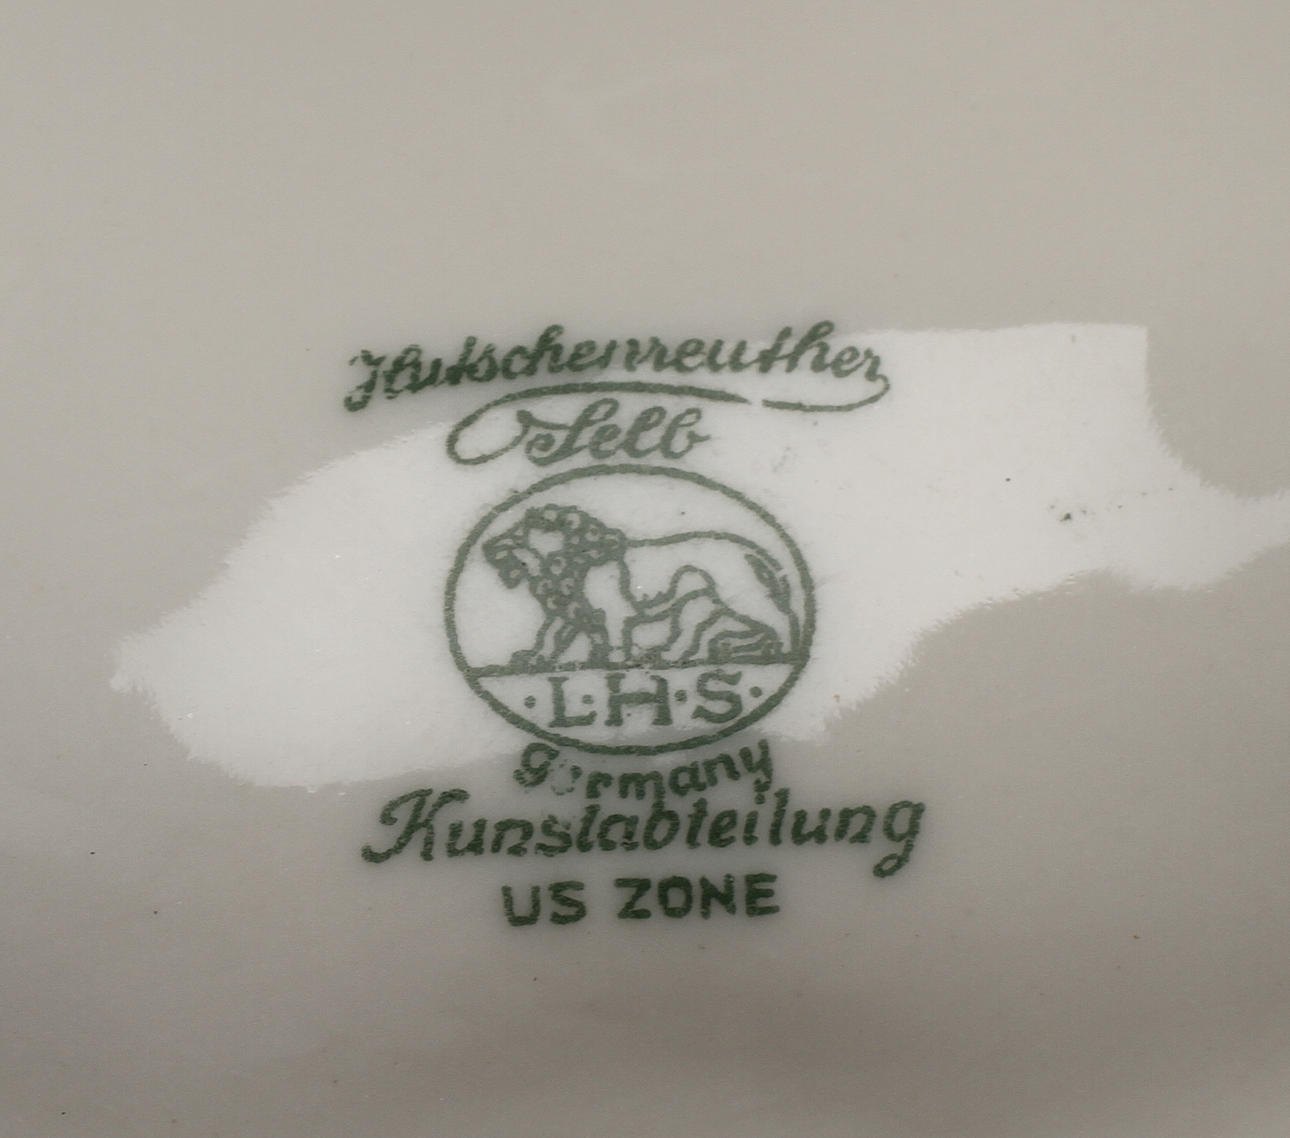 Hutschenreuther
Selb
·L·H·S·
Germany
Kunstabteilung
US ZONE